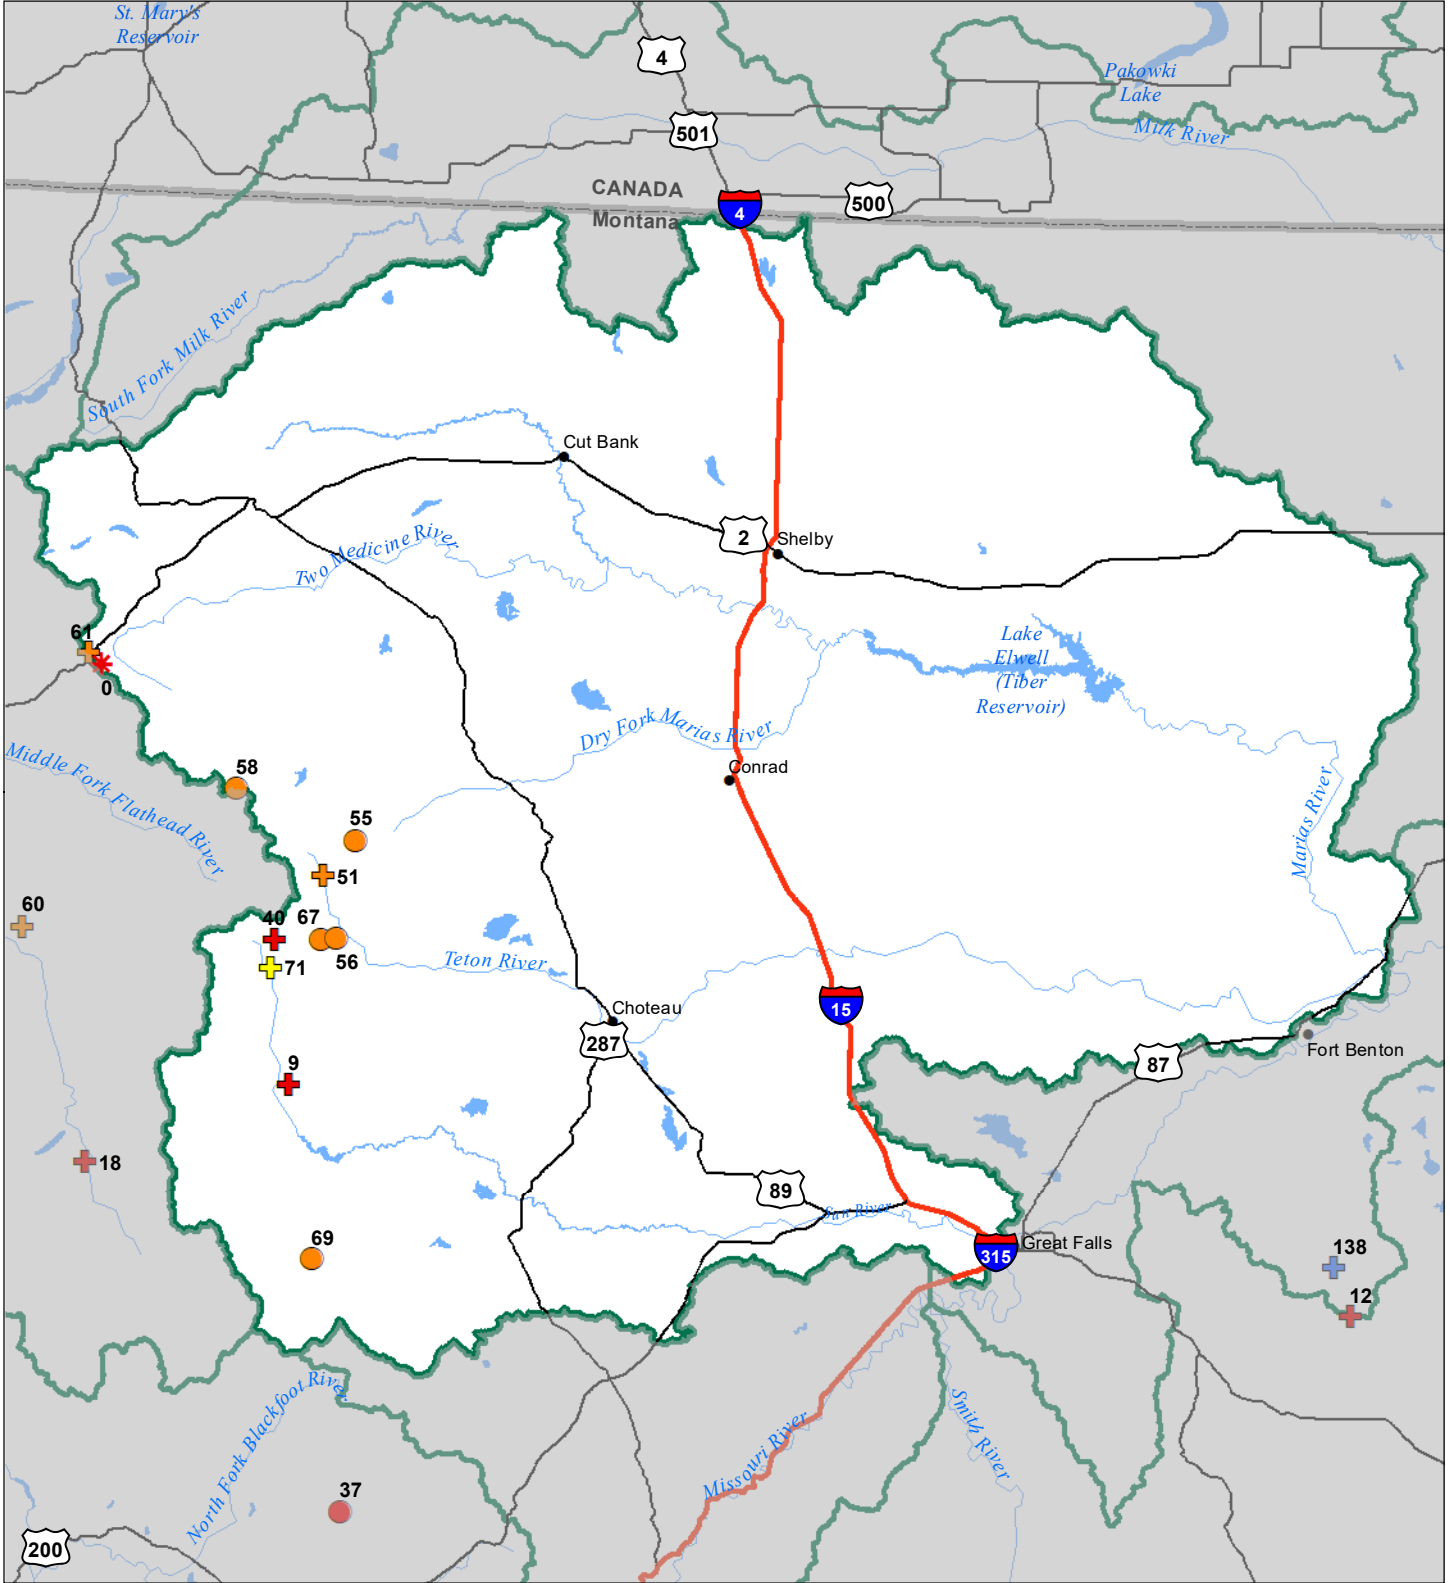 St. Mary's
Reservoir
4
Pakowki
Lake
501
Milk River
CANADA
Montana
4
500
South Fork Milk River
Cut Bank
2
Shelby
Two Medicine River
61
0
Lake
Elwell
(Tiber
Reservoir)
Dry Fork Marias River
Middle Fork Flathead River
58
Conrad
Marias River
55
51
60
40
67
56
71
Teton River
15
Choteau
287
Fort Benton
87
9
18
89
Sun River
69
315
Great Falls
138
12
North Fork Blackfoot River
Missouri River
Smith River
37
200